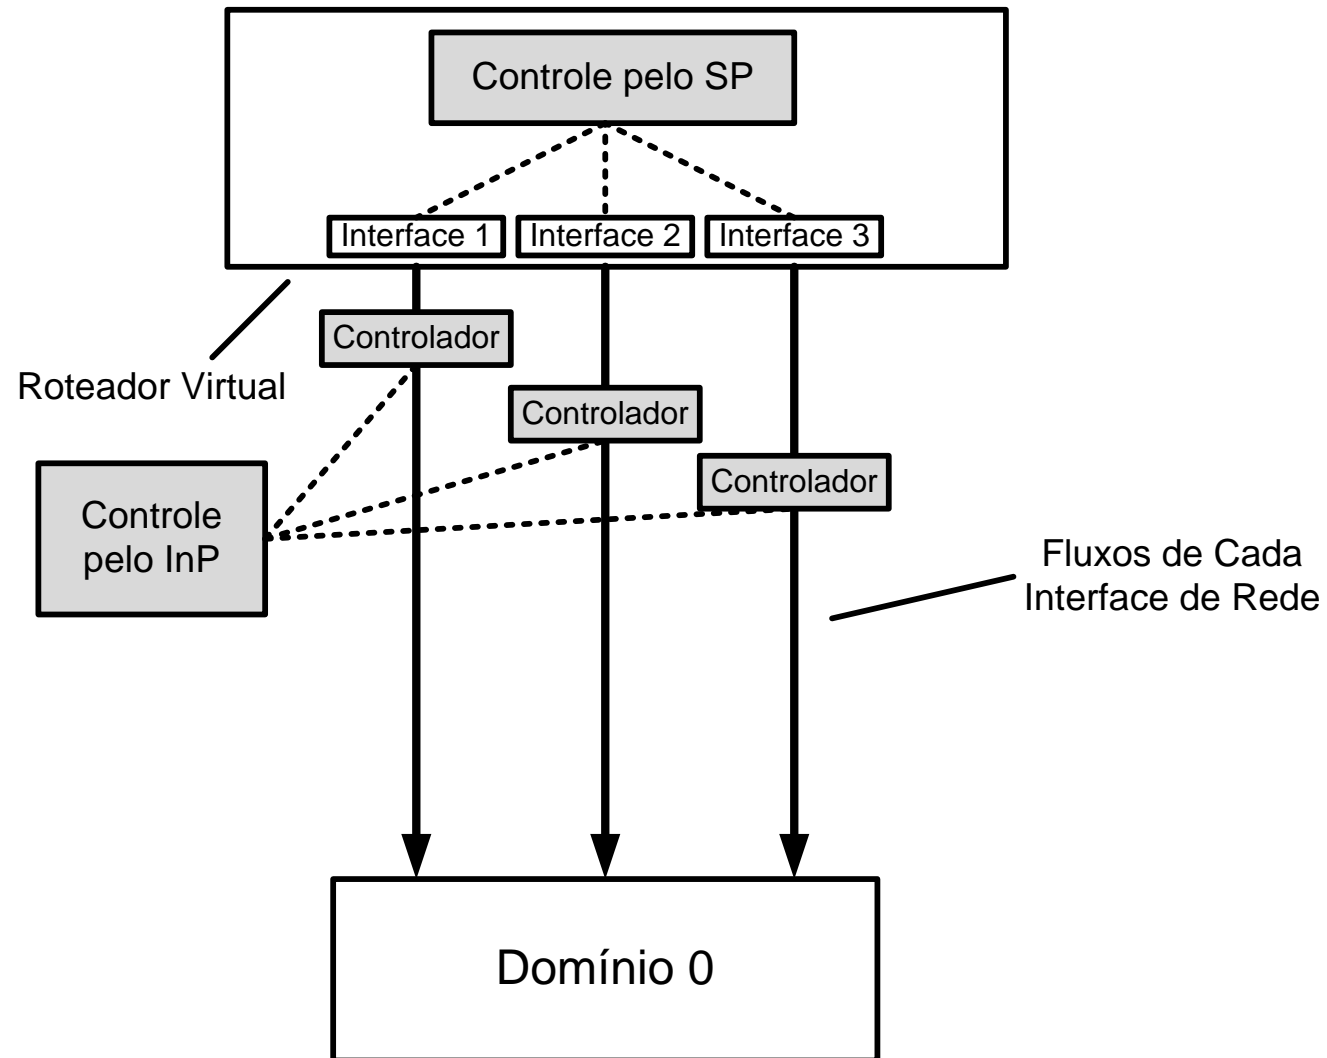 Controle pelo SP
Interface 1
Interface 2
Interface 3
Controlador
Roteador Virtual
Controlador
Controlador
Controle
pelo InP
Fluxos de Cada
Interface de Rede
Domínio 0